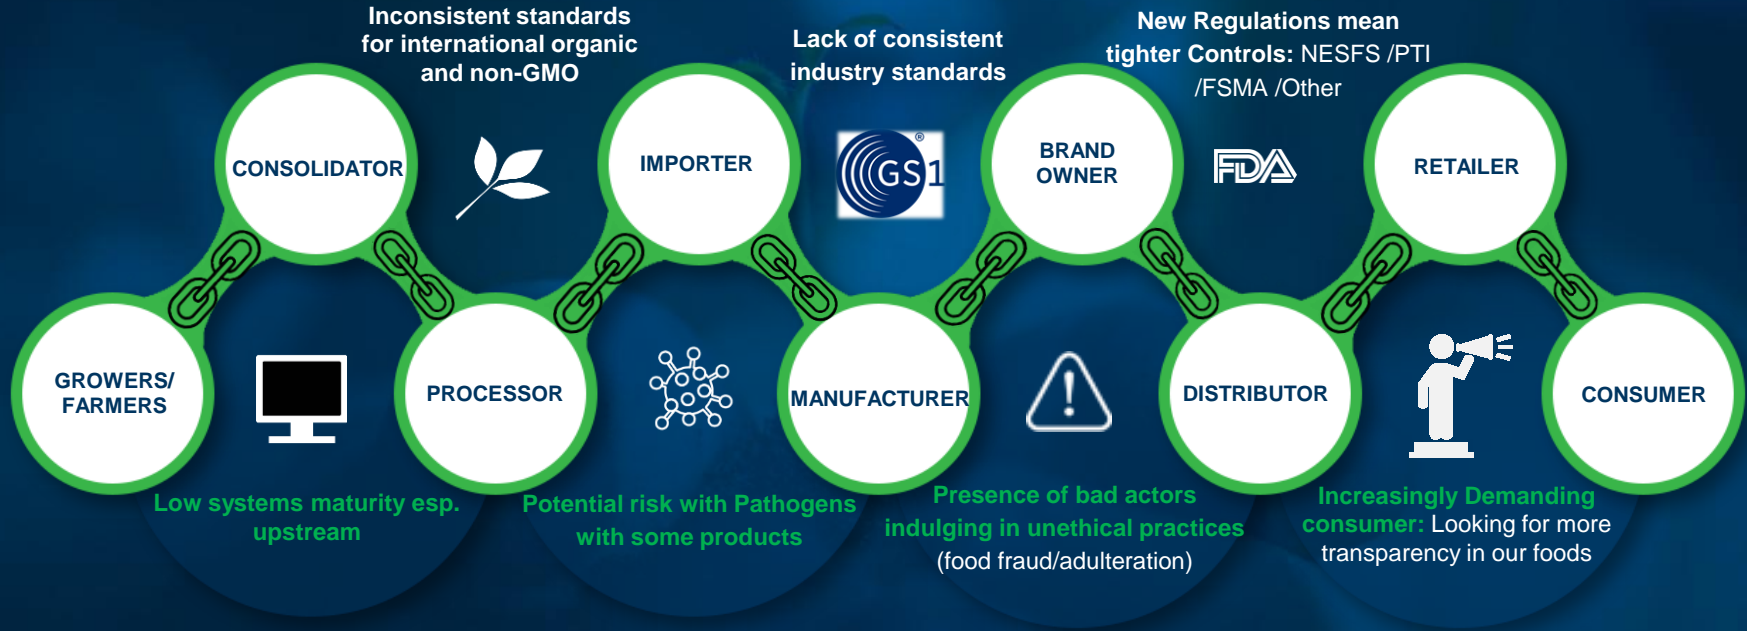 Inconsistent standards
for international organic
and non-GMO
Lack of consistent
industry standards
New Regulations mean
tighter Controls: NESFS /PTI
/FSMA /Other
CONSOLIDATOR
IMPORTER
GS1
®
BRAND
OWNER
FDA
RETAILER
GROWERS/
FARMERS
PROCESSOR
MANUFACTURER
DISTRIBUTOR
CONSUMER
Low systems maturity esp.
upstream
Potential risk with Pathogens
with some products
Presence of bad actors
indulging in unethical practices
(food fraud/adulteration)
Increasingly Demanding
consumer: Looking for more
transparency in our foods